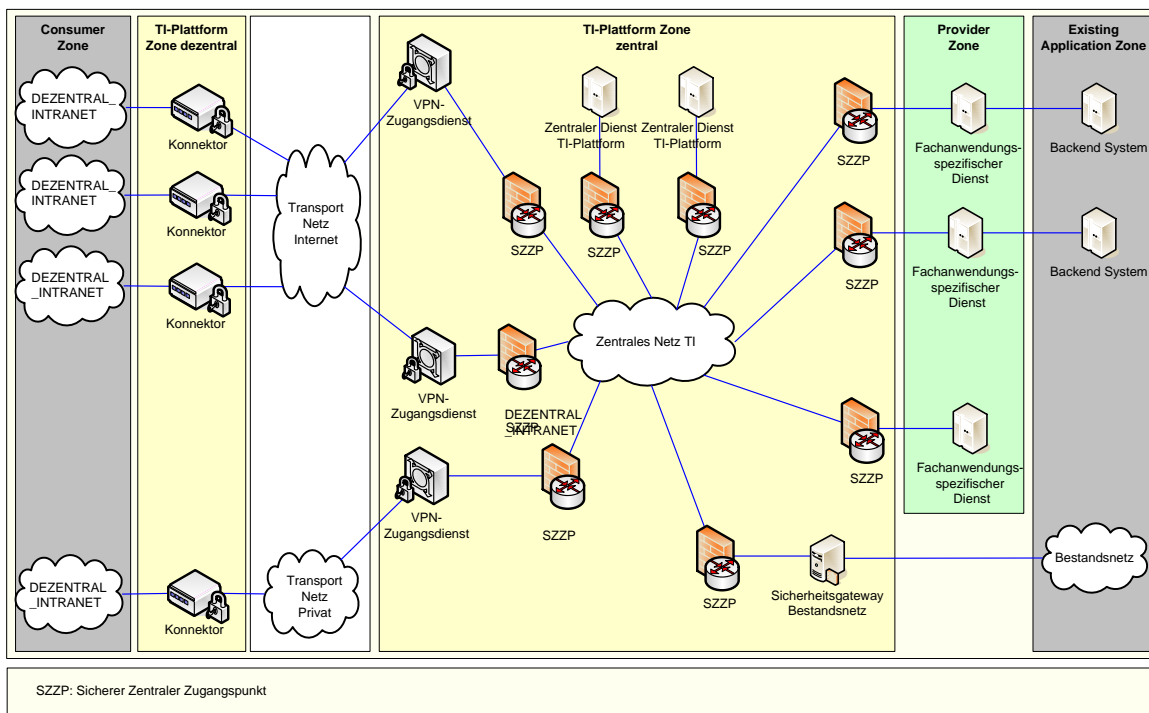 Consumer
Zone
TI-Plattform
Zone dezentral
TI-Plattform Zone
zentral
Provider
Zone
Existing
Application Zone
DEZENTRAL_
INTRANET
Konnektor
DEZENTRAL_
INTRANET
Konnektor
DEZENTRAL
_INTRANET
Konnektor
DEZENTRAL
_INTRANET
Konnektor
Transport
Netz
Internet
Transport
Netz
Privat
VPN-
Zugangsdienst
SZZP
Zentraler Dienst
TI-Plattform
SZZP
Zentraler Dienst
TI-Plattform
SZZP
VPN-
Zugangsdienst
DEZENTRAL
_INTRANET
SZZP
VPN-
Zugangsdienst
SZZP
Zentrales Netz TI
SZZP
Fachanwendungs-
spezifischer
Dienst
Backend System
SZZP
Fachanwendungs-
spezifischer
Dienst
Backend System
SZZP
Fachanwendungs-
spezifischer
Dienst
SZZP
Sicherheitsgateway
Bestandsnetz
Bestandsnetz
SZZP: Sicherer Zentraler Zugangspunkt